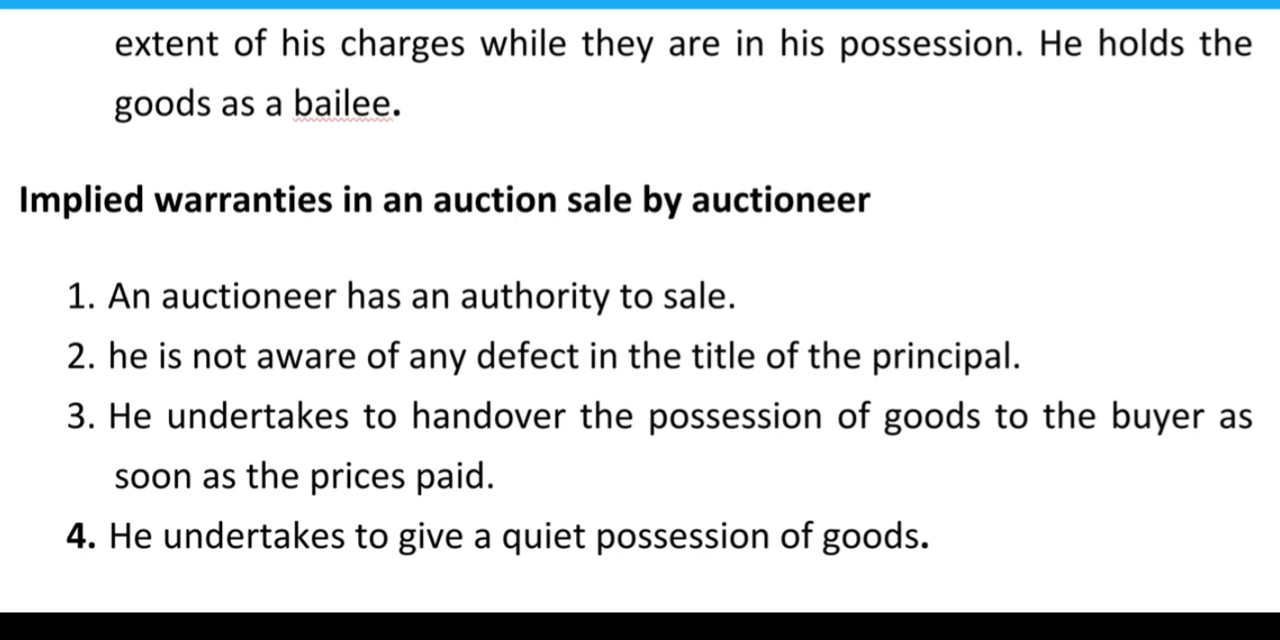 extent of his charges while they are in his possession. He holds the
goods as a bailee.
Implied warranties in an auction sale by auctioneer
1. An auctioneer has an authority to sale.
2. he is not aware of any defect in the title of the principal.
3. He undertakes to handover the possession of goods to the buyer as
soon as the prices paid.
4. He undertakes to give a quiet possession of goods.